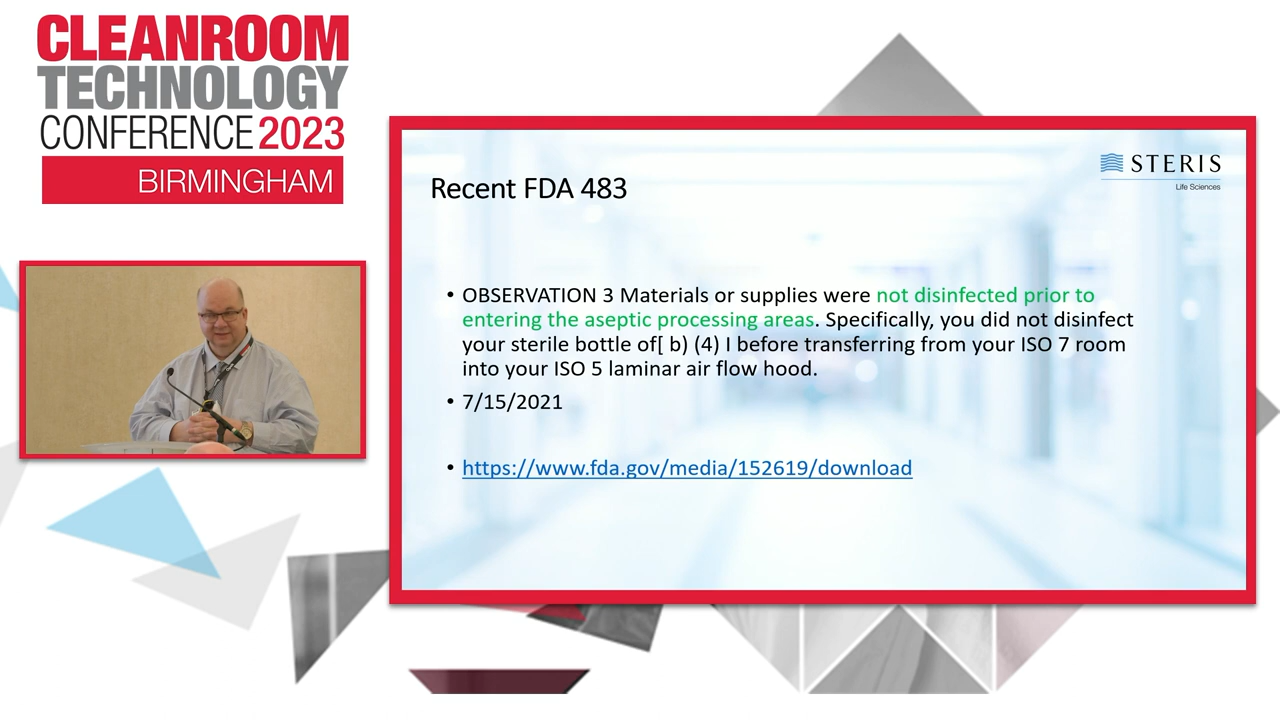 CLEANROOM
TECHNOLOGY
CONFERENCE 2023
BIRMINGHAM
STERIS
Life Sciences
Recent FDA 483
• OBSERVATION 3 Materials or supplies were not disinfected prior to
entering the aseptic processing areas. Specifically, you did not disinfect
your sterile bottle of[ b) (4) I before transferring from your ISO 7 room
into your ISO 5 laminar air flow hood.
• 7/15/2021
• https://www.fda.gov/media/152619/download